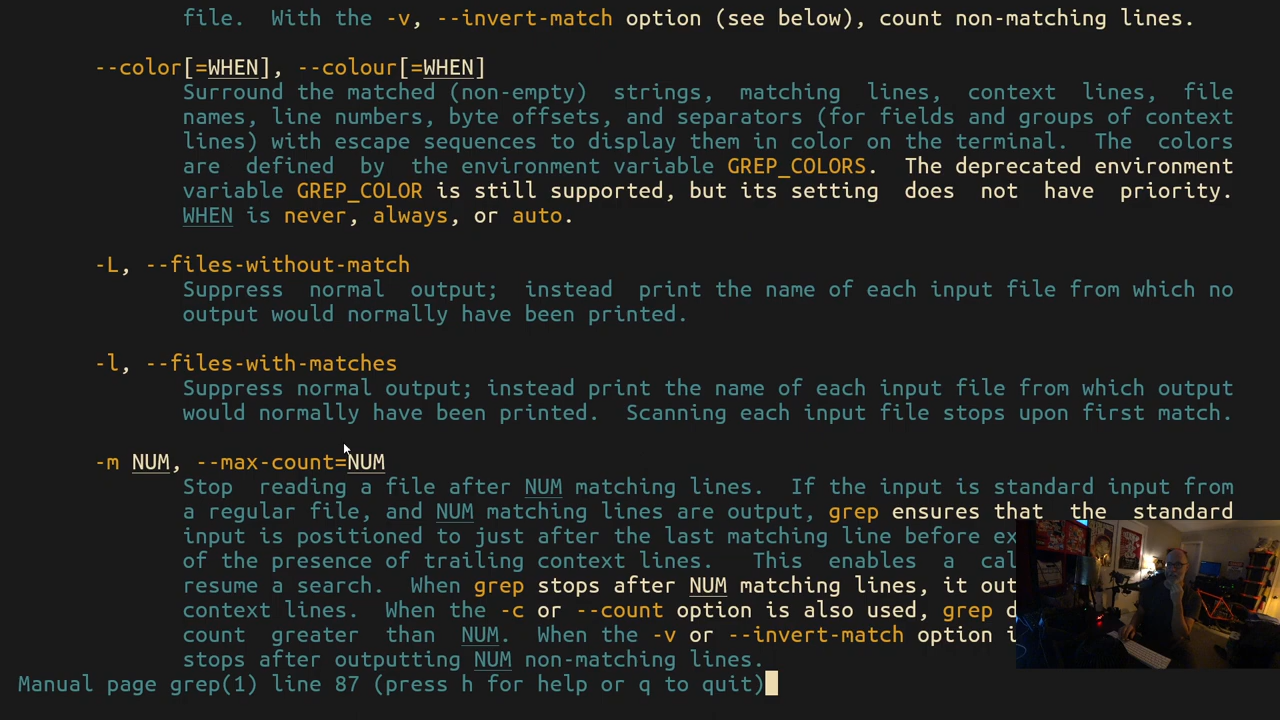 file. With the -v, --invert-match option (see below), count non-matching lines.
--color[=WHEN], --colour[=WHEN]
Surround the matched (non-empty) strings, matching lines, context lines, file
names, line numbers, byte offsets, and separators (for fields and groups of context
lines) with escape sequences to display them in color on the terminal. The colors
are defined by the environment variable GREP_COLORS. The deprecated environment
variable GREP_COLOR is still supported, but its setting does not have priority.
WHEN is never, always, or auto.
-L, --files-without-match
Suppress normal output; instead print the name of each input file from which no
output would normally have been printed.
-l, --files-with-matches
Suppress normal output; instead print the name of each input file from which output
would normally have been printed. Scanning each input file stops upon first match.
-m NUM, --max-count=NUM
Stop reading a file after NUM matching lines. If the input is standard input from
a regular file, and NUM matching lines are output, grep ensures that the standard
input is positioned to just after the last matching line before ex
of the presence of trailing context lines. This enables a cal
resume a search. When grep stops after NUM matching lines, it out
context lines. When the -c or --count option is also used, grep d
count greater than NUM. When the -v or --invert-match option i
stops after outputting NUM non-matching lines.
Manual page grep(1) line 87 (press h for help or q to quit)